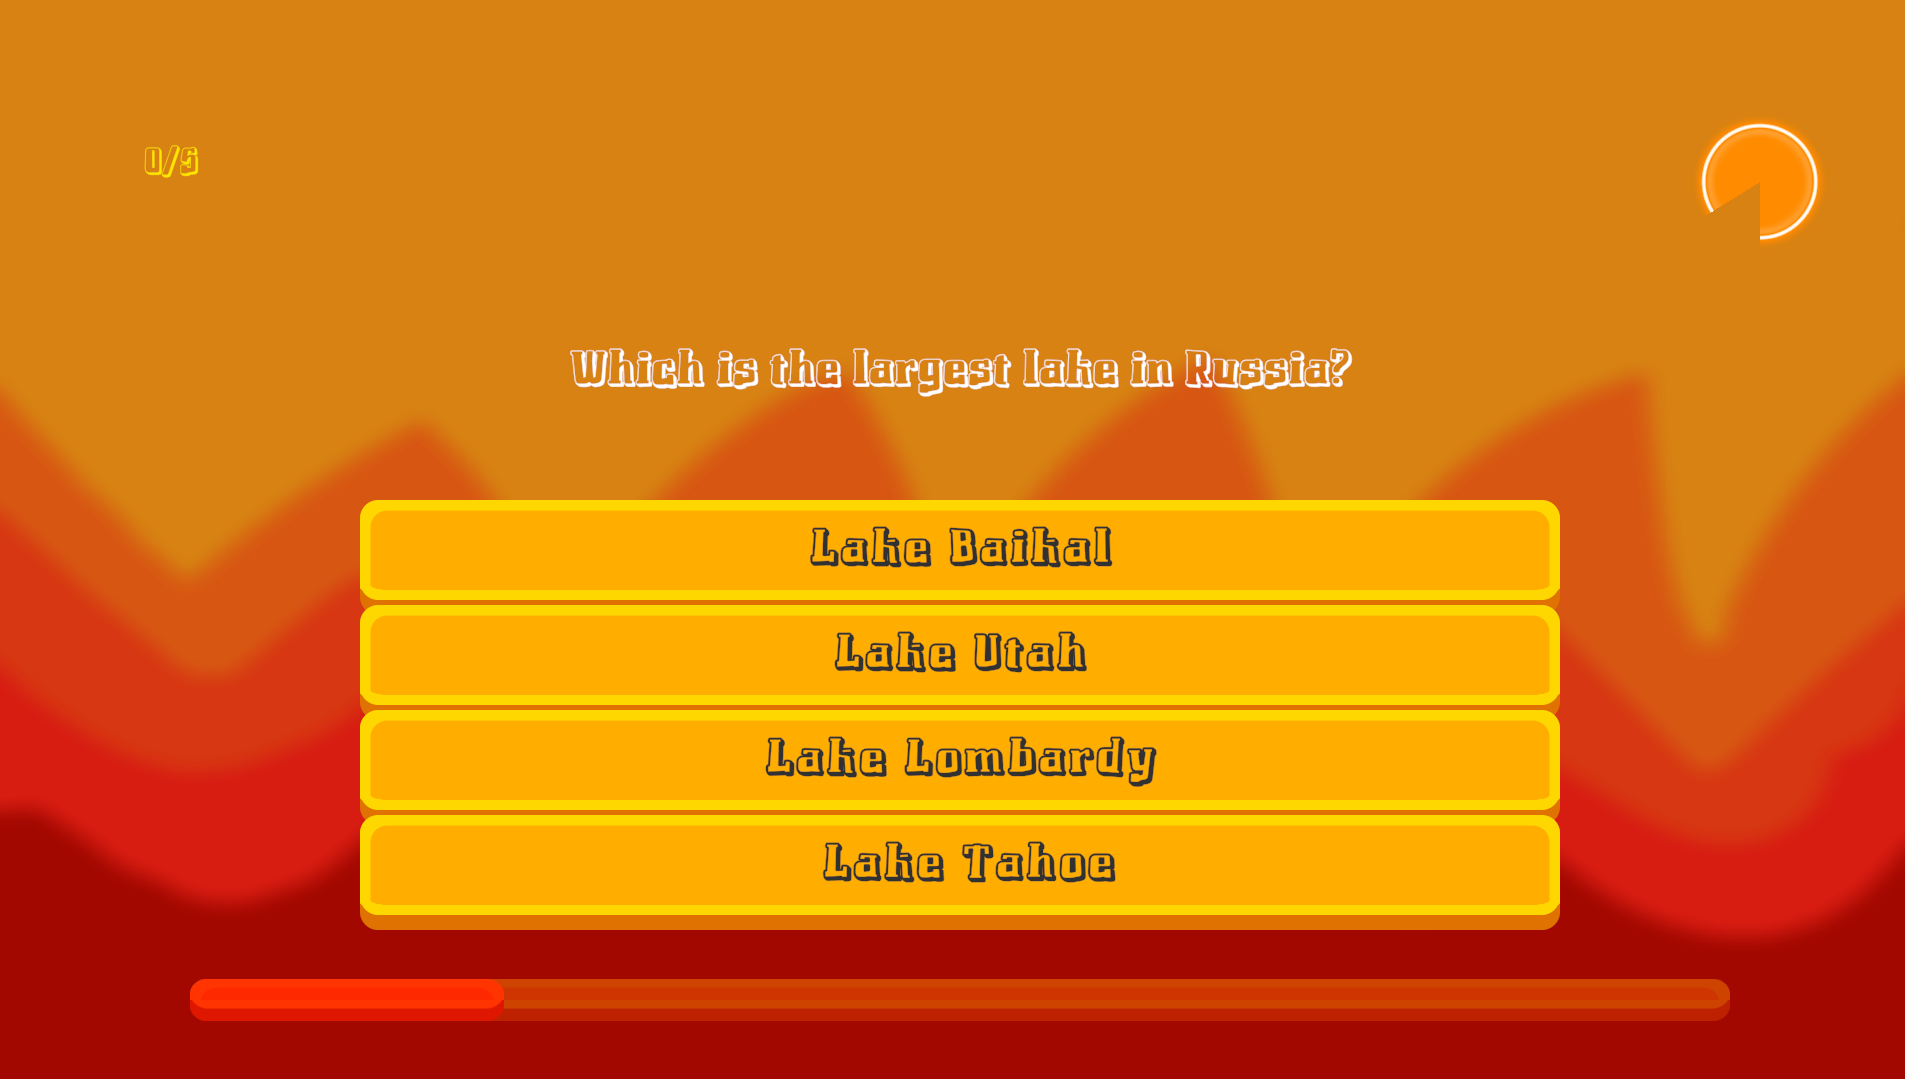 0/5
Which is the largest lake in Russia?
Lake Baikal
Lake Utah
Lake Lombardy
Lake Tahoe